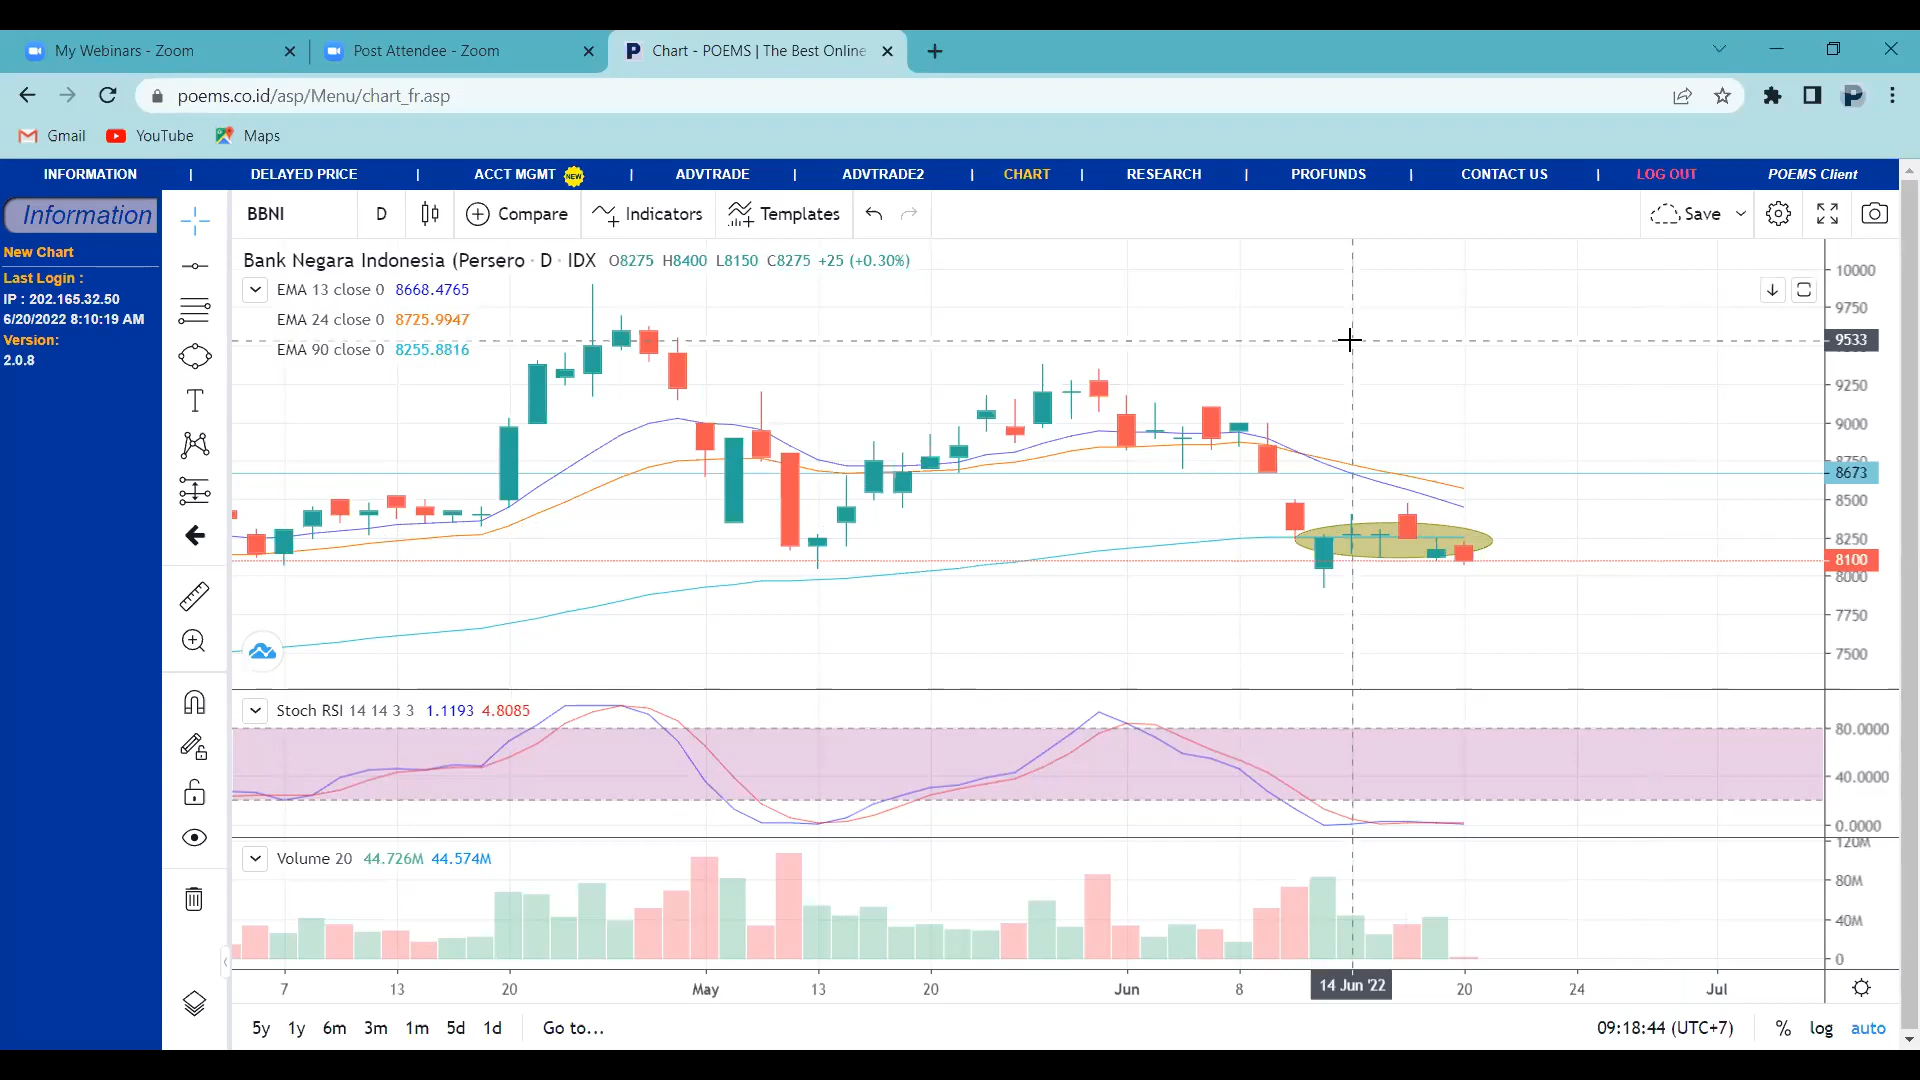 My Webinars - Zoom
Post Attendee - Zoom
Chart - POEMS | The Best Online
poems.co.id/asp/Menu/chart_fr.asp
Gmail
YouTube
Maps
INFORMATION | DELAYED PRICE | ACCT MGMT NEW | ADVTRADE | ADVTRADE2 | CHART | RESEARCH | PROFUNDS | CONTACT US | LOG OUT POEMS Client
Information
New Chart
Last Login :
IP : 202.165.32.50
6/20/2022 8:10:19 AM
Version:
2.0.8
BBNI D Compare Indicators Templates Save
Bank Negara Indonesia (Persero · D · IDX O8275 H8400 L8150 C8275 +25 (+0.30%)
EMA 13 close 0 8668.4765
EMA 24 close 0 8725.9947
EMA 90 close 0 8255.8816
10000
9750
9533
9250
9000
8673
8500
8250
8100
8000
7750
7500
Stoch RSI 14 14 3 3 1.1193 4.8085
80.0000
40.0000
0.0000
Volume 20 44.726M 44.574M
120M
80M
40M
0
7 13 20 May 13 20 Jun 8 14 Jun '22 20 24 Jul
5y 1y 6m 3m 1m 5d 1d Go to... 09:18:44 (UTC+7) % log auto